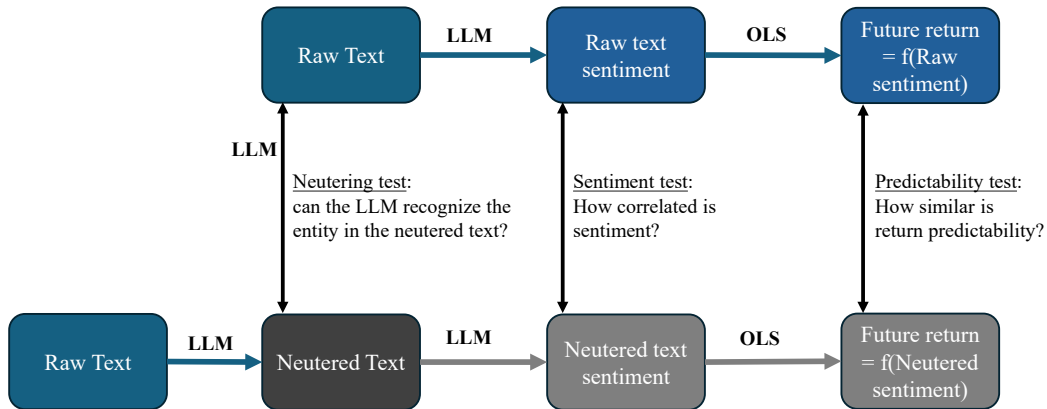 Raw Text
LLM
Raw text
sentiment
OLS
Future return
= f(Raw
sentiment)
LLM
Neutering test:
can the LLM recognize the
entity in the neutered text?
Sentiment test:
How correlated is
sentiment?
Predictability test:
How similar is
return predictability?
Raw Text
LLM
Neutered Text
LLM
Neutered text
sentiment
OLS
Future return
= f(Neutered
sentiment)